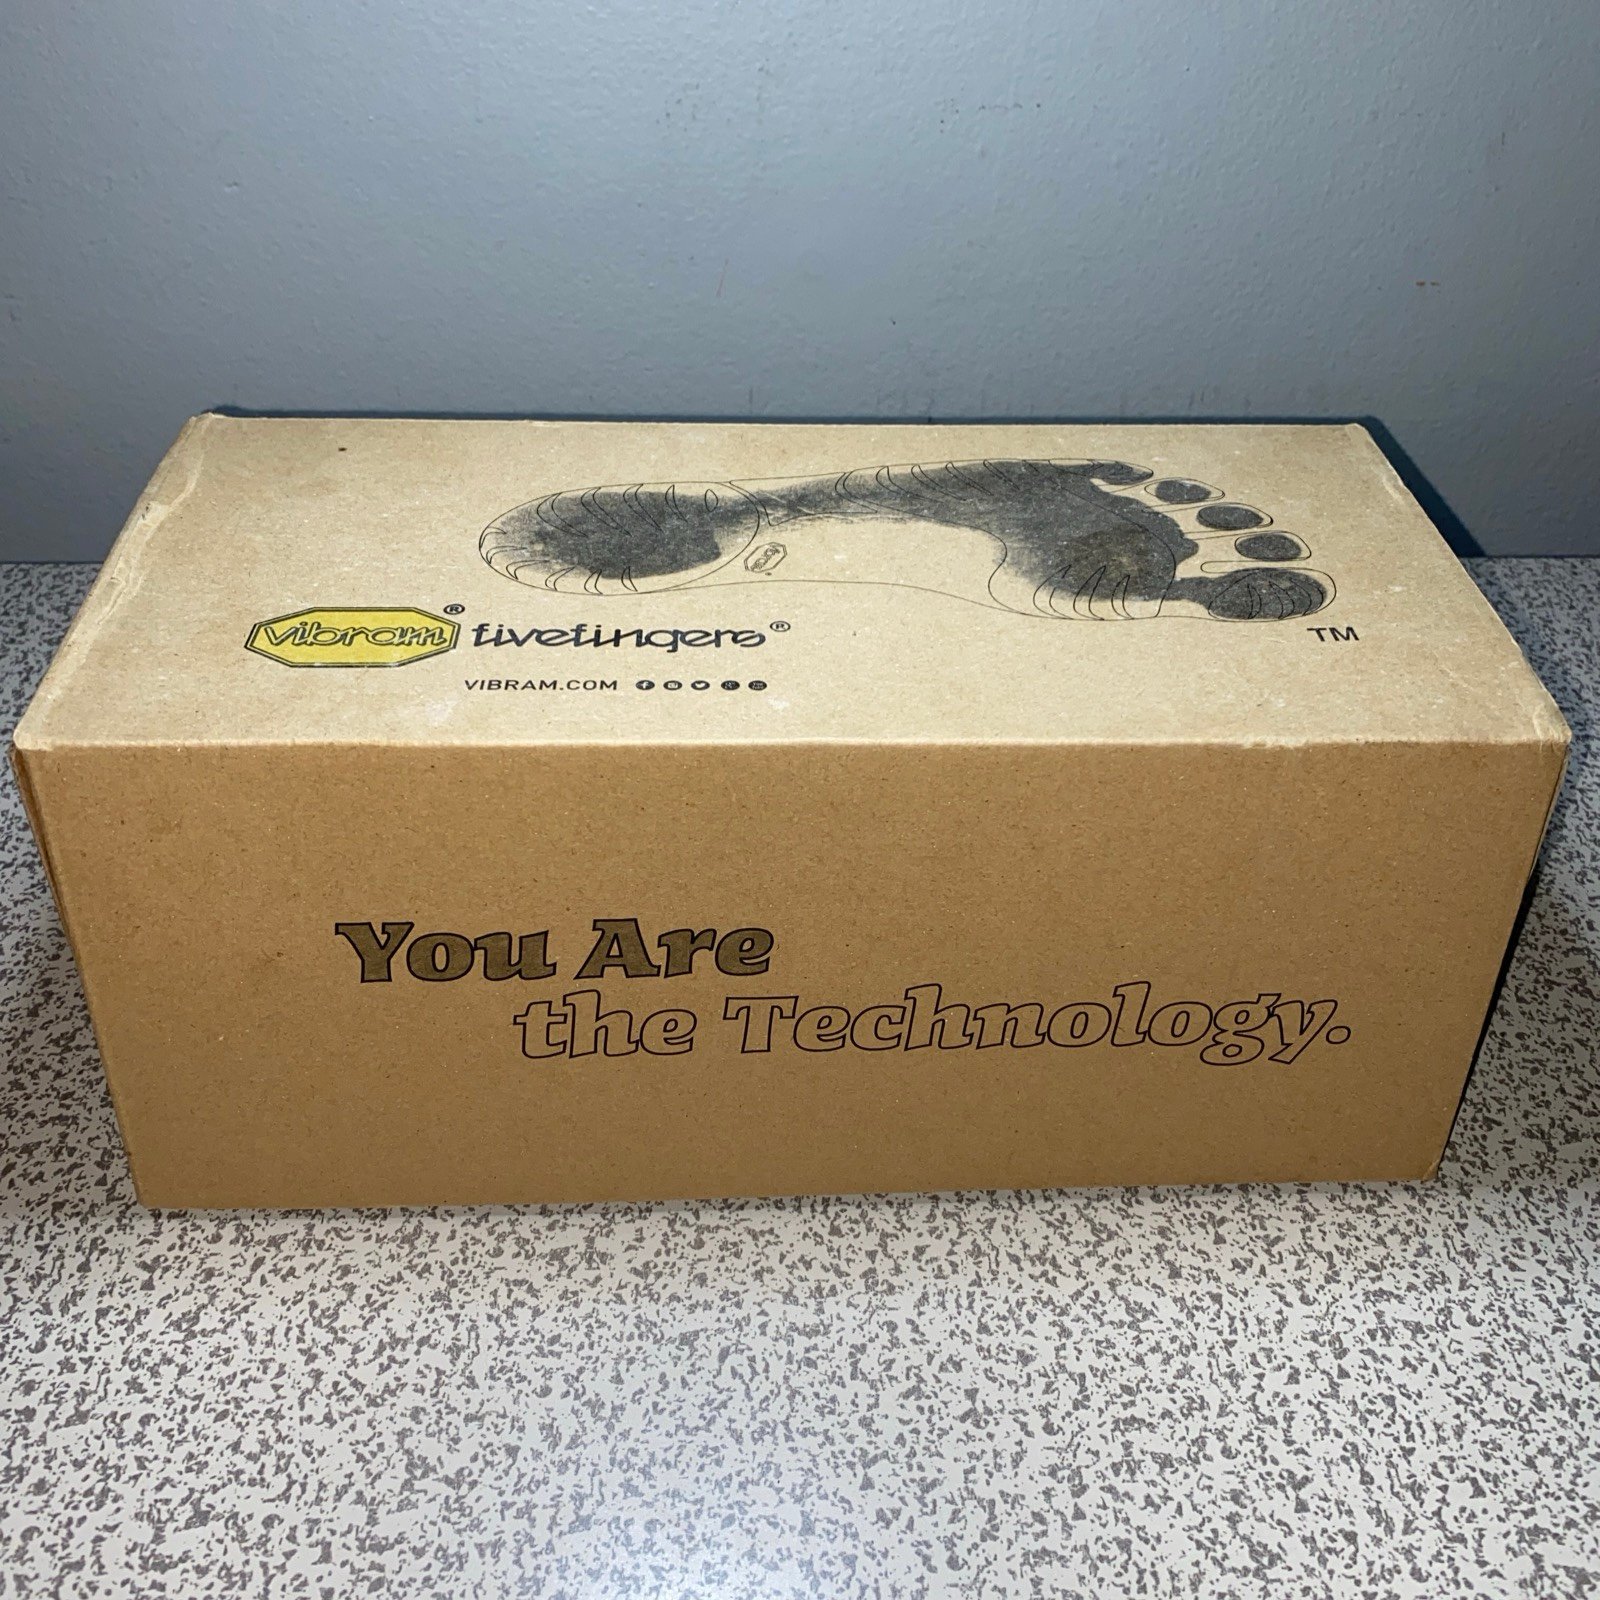 vibram® fivefingers®
VIBRAM.COM
TM
You Are
the Technology.